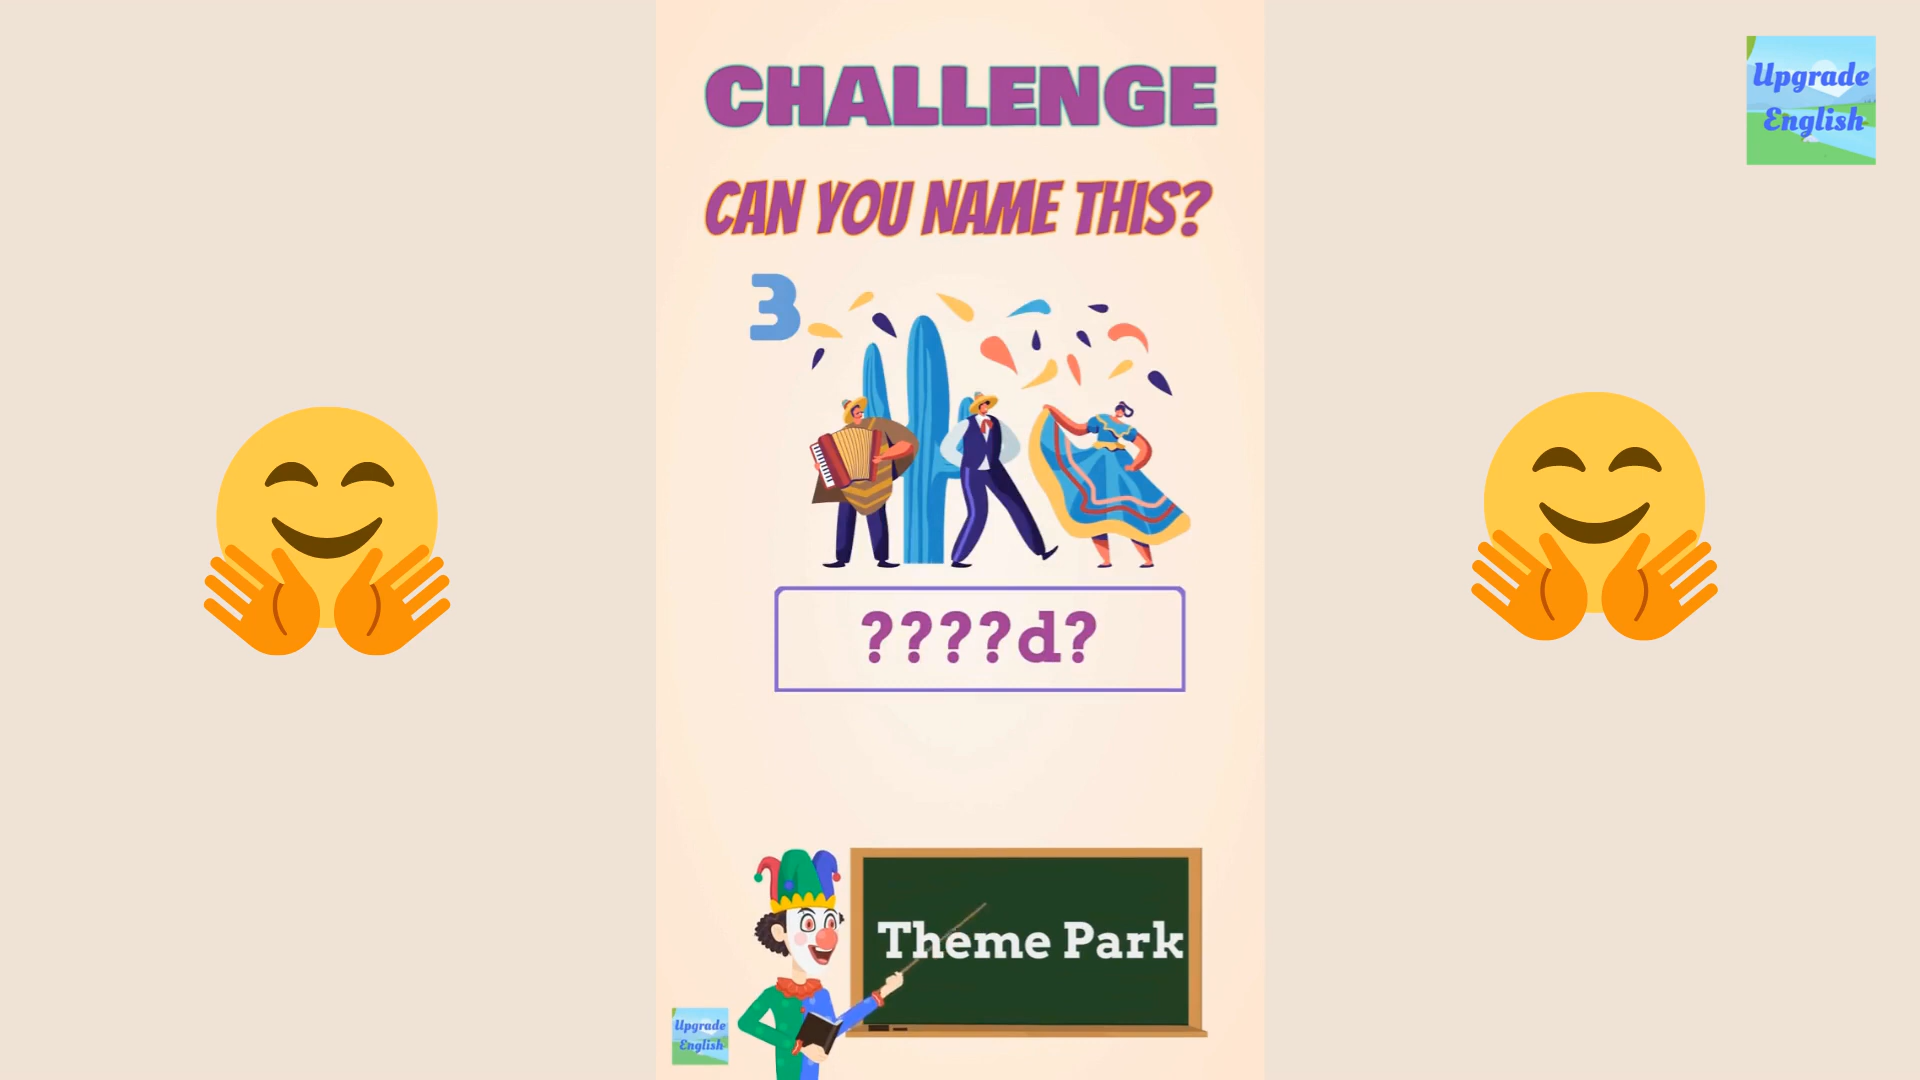 CHALLENGE
CAN YOU NAME THIS?
3
????d?
Theme Park
Upgrade
English
Upgrade
English